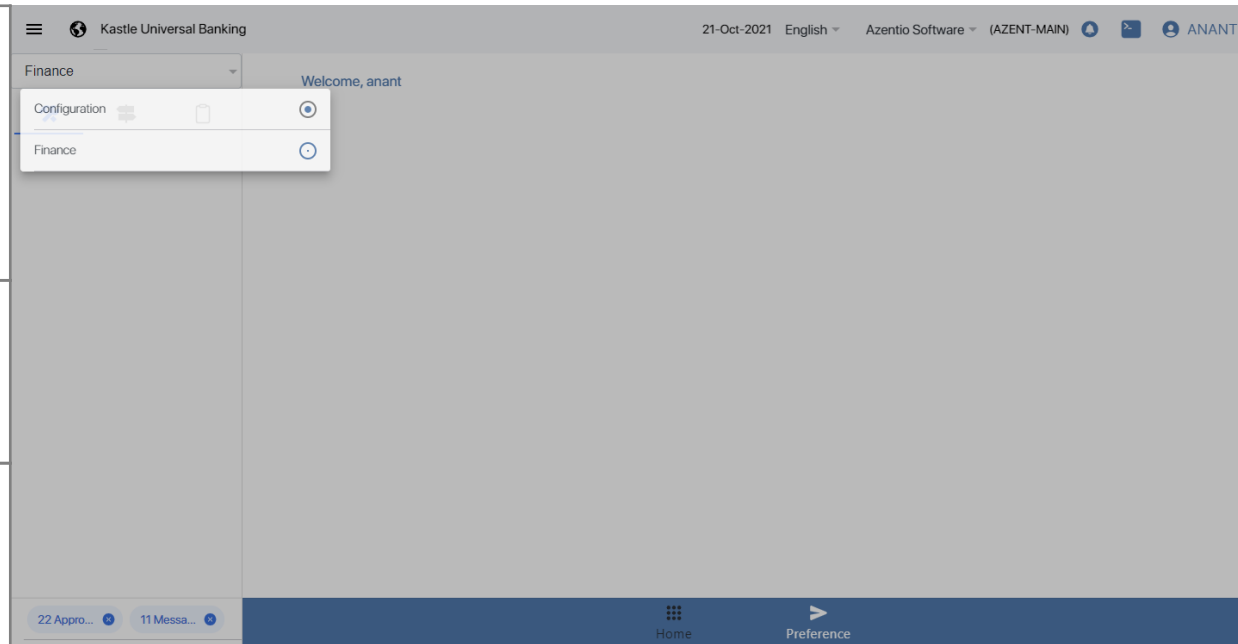 Kastle Universal Banking 21-Oct-2021 English Azentio Software (AZENT-MAIN) ANANT
Finance
Welcome, anant
Configuration
Finance
22 Appro... 11 Messa...
Home Preference